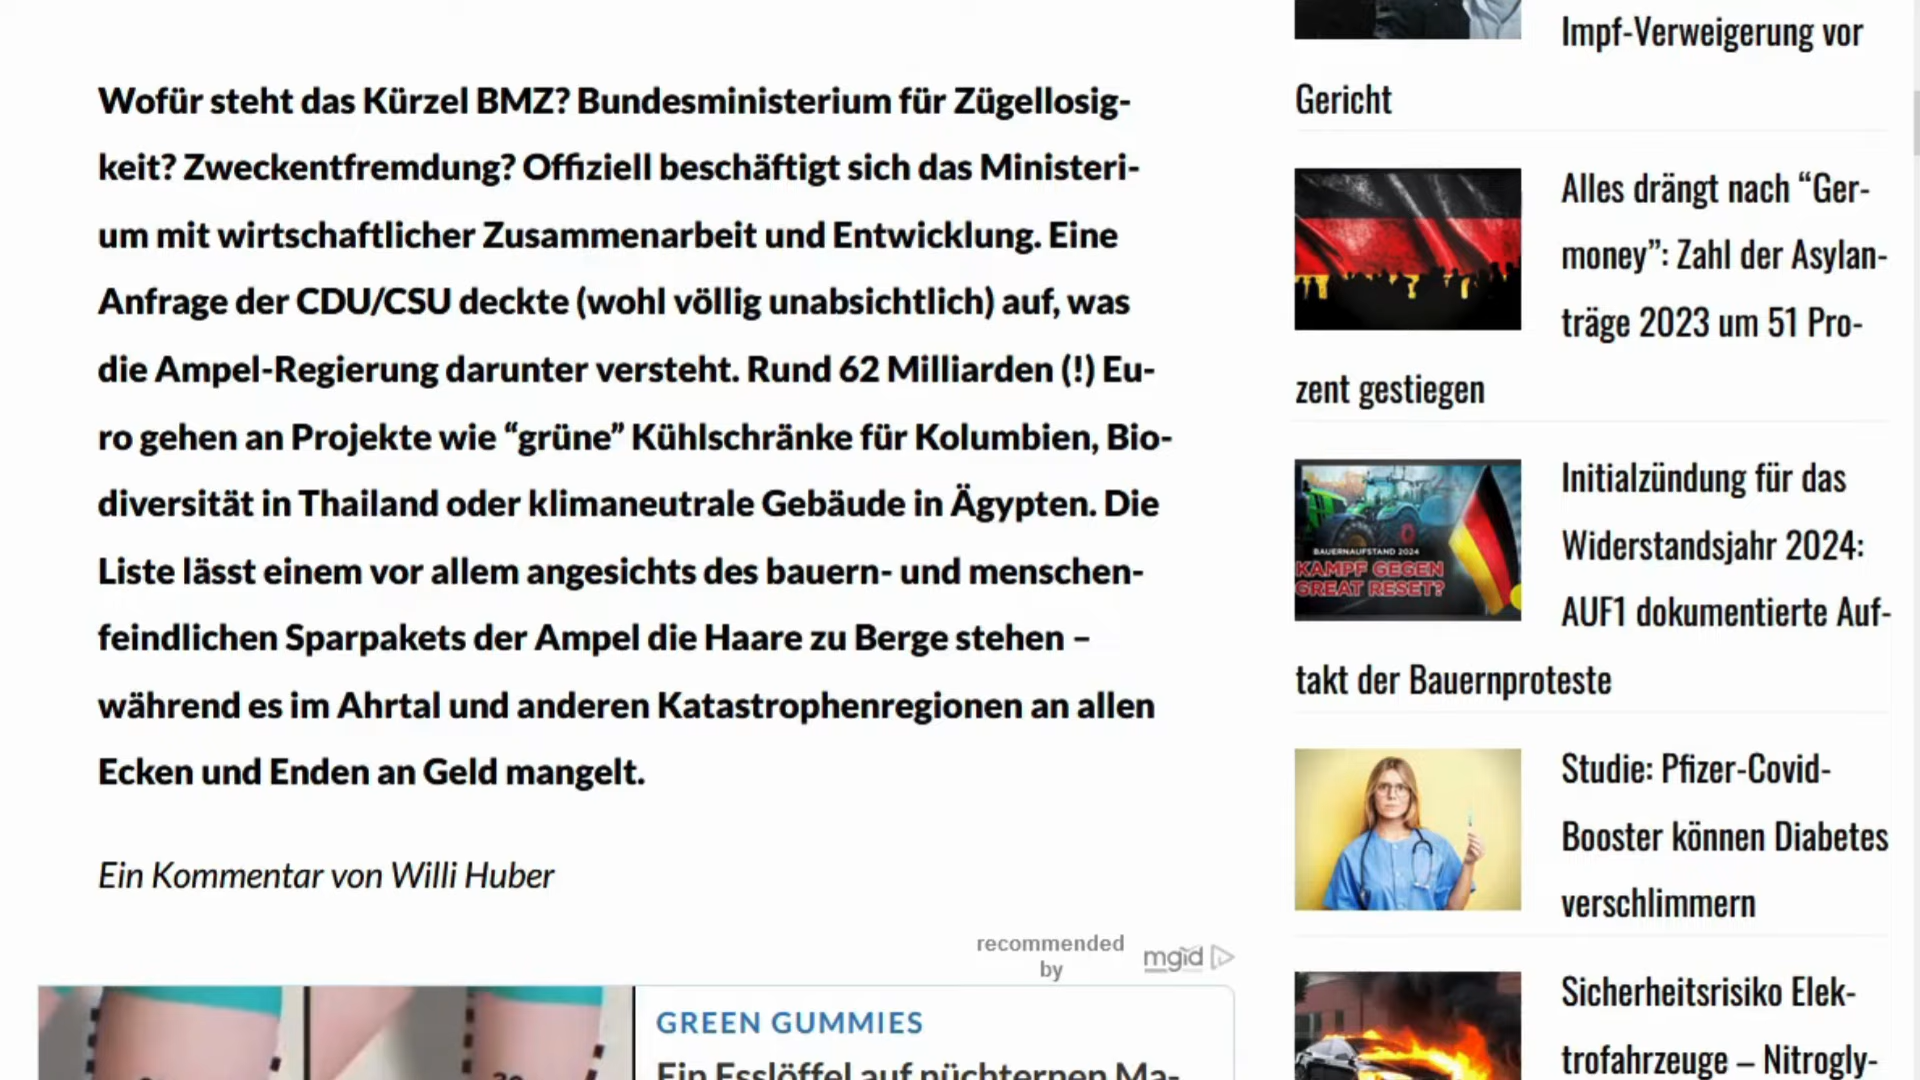 Wofür steht das Kürzel BMZ? Bundesministerium für Zügellosig-
keit? Zweckentfremdung? Offiziell beschäftigt sich das Ministeri-
um mit wirtschaftlicher Zusammenarbeit und Entwicklung. Eine
Anfrage der CDU/CSU deckte (wohl völlig unabsichtlich) auf, was
die Ampel-Regierung darunter versteht. Rund 62 Milliarden (!) Eu-
ro gehen an Projekte wie “grüne” Kühlschränke für Kolumbien, Bio-
diversität in Thailand oder klimaneutrale Gebäude in Ägypten. Die
Liste lässt einem vor allem angesichts des bauern- und menschen-
feindlichen Sparpakets der Ampel die Haare zu Berge stehen –
während es im Ahrtal und anderen Katastrophenregionen an allen
Ecken und Enden an Geld mangelt.
Ein Kommentar von Willi Huber
recommended
by
mgid
GREEN GUMMIES
Ein Esslöffel auf nüchternen Ma-
Impf-Verweigerung vor
Gericht
Alles drängt nach “Ger-
money”: Zahl der Asylan-
träge 2023 um 51 Pro-
zent gestiegen
BAUERNAUFSTAND 2024
KAMPF GEGEN
GREAT RESET?
Initialzündung für das
Widerstandsjahr 2024:
AUF1 dokumentierte Auf-
takt der Bauernproteste
Studie: Pfizer-Covid-
Booster können Diabetes
verschlimmern
Sicherheitsrisiko Elek-
trofahrzeuge – Nitrogly-